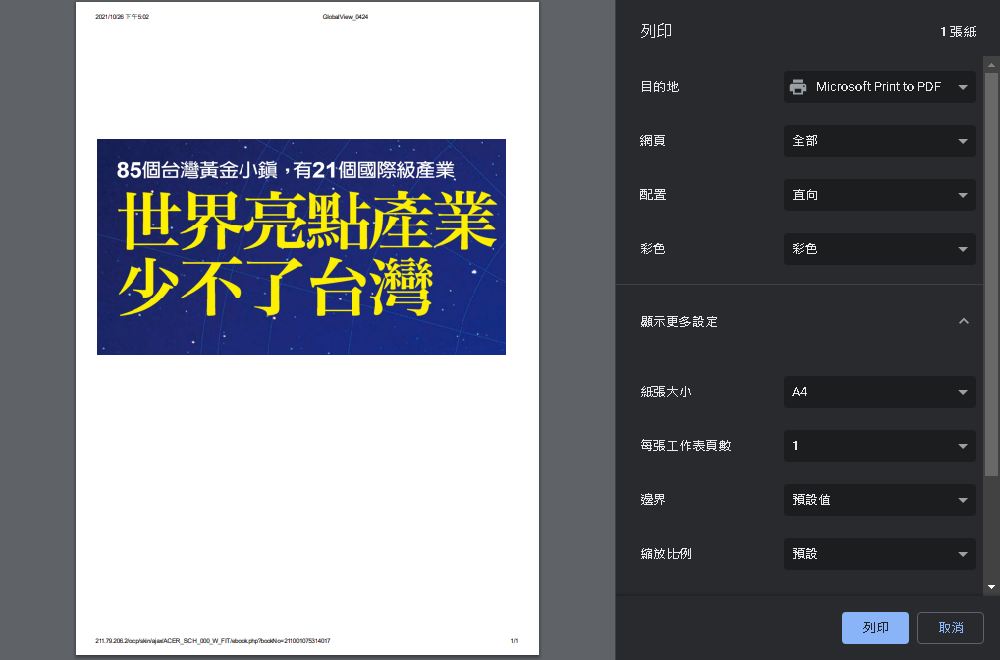 2021/10/26 下午5:02
GlobalView_0424
85個台灣黃金小鎮，有21個國際級產業
世界亮點產業
少不了台灣
211.79.206.2/ocp/skin/ajax/ACER_SCH_000_W_FIT/ebook.php?bookNo=211001075314017
1/1
列印
1 張紙
目的地
Microsoft Print to PDF
網頁
全部
配置
直向
彩色
彩色
顯示更多設定
紙張大小
A4
每張工作表頁數
1
邊界
預設值
縮放比例
預設
列印
取消